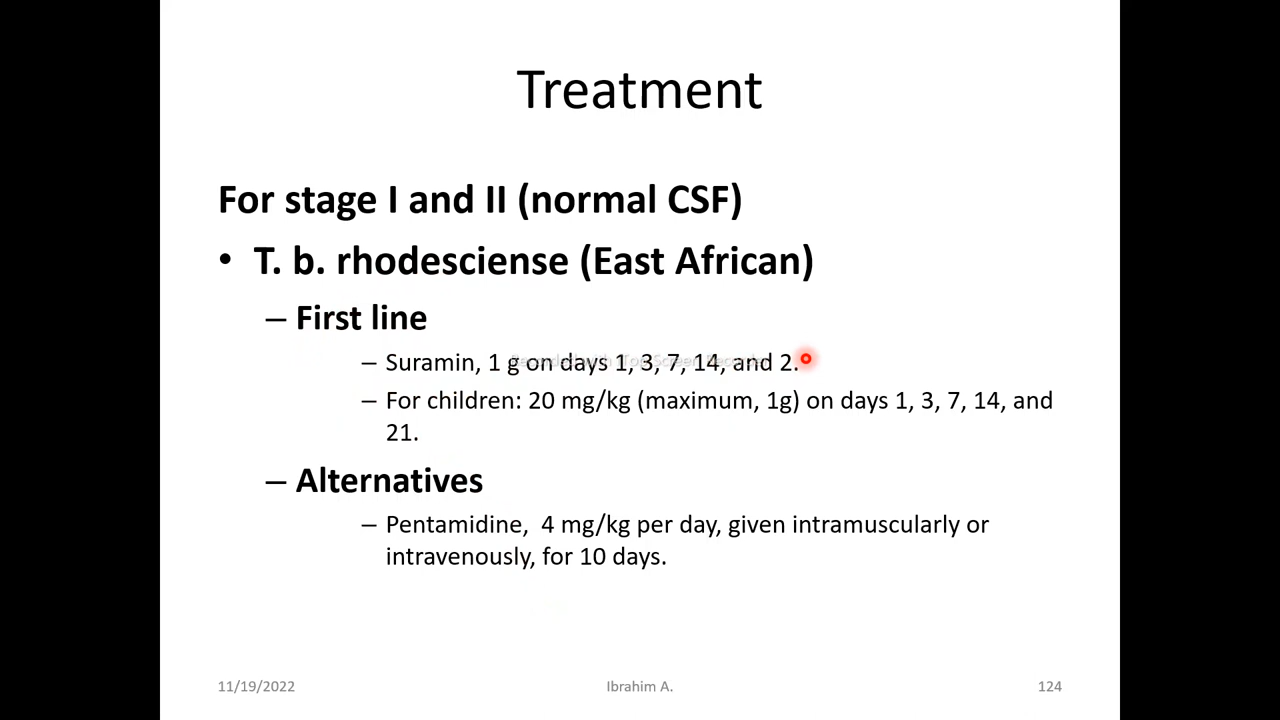 Treatment
For stage I and II (normal CSF)
• T. b. rhodesciense (East African)
– First line
– Suramin, 1 g on days 1, 3, 7, 14, and 2.
– For children: 20 mg/kg (maximum, 1g) on days 1, 3, 7, 14, and
21.
– Alternatives
– Pentamidine,  4 mg/kg per day, given intramuscularly or
intravenously, for 10 days.
11/19/2022 Ibrahim A. 124